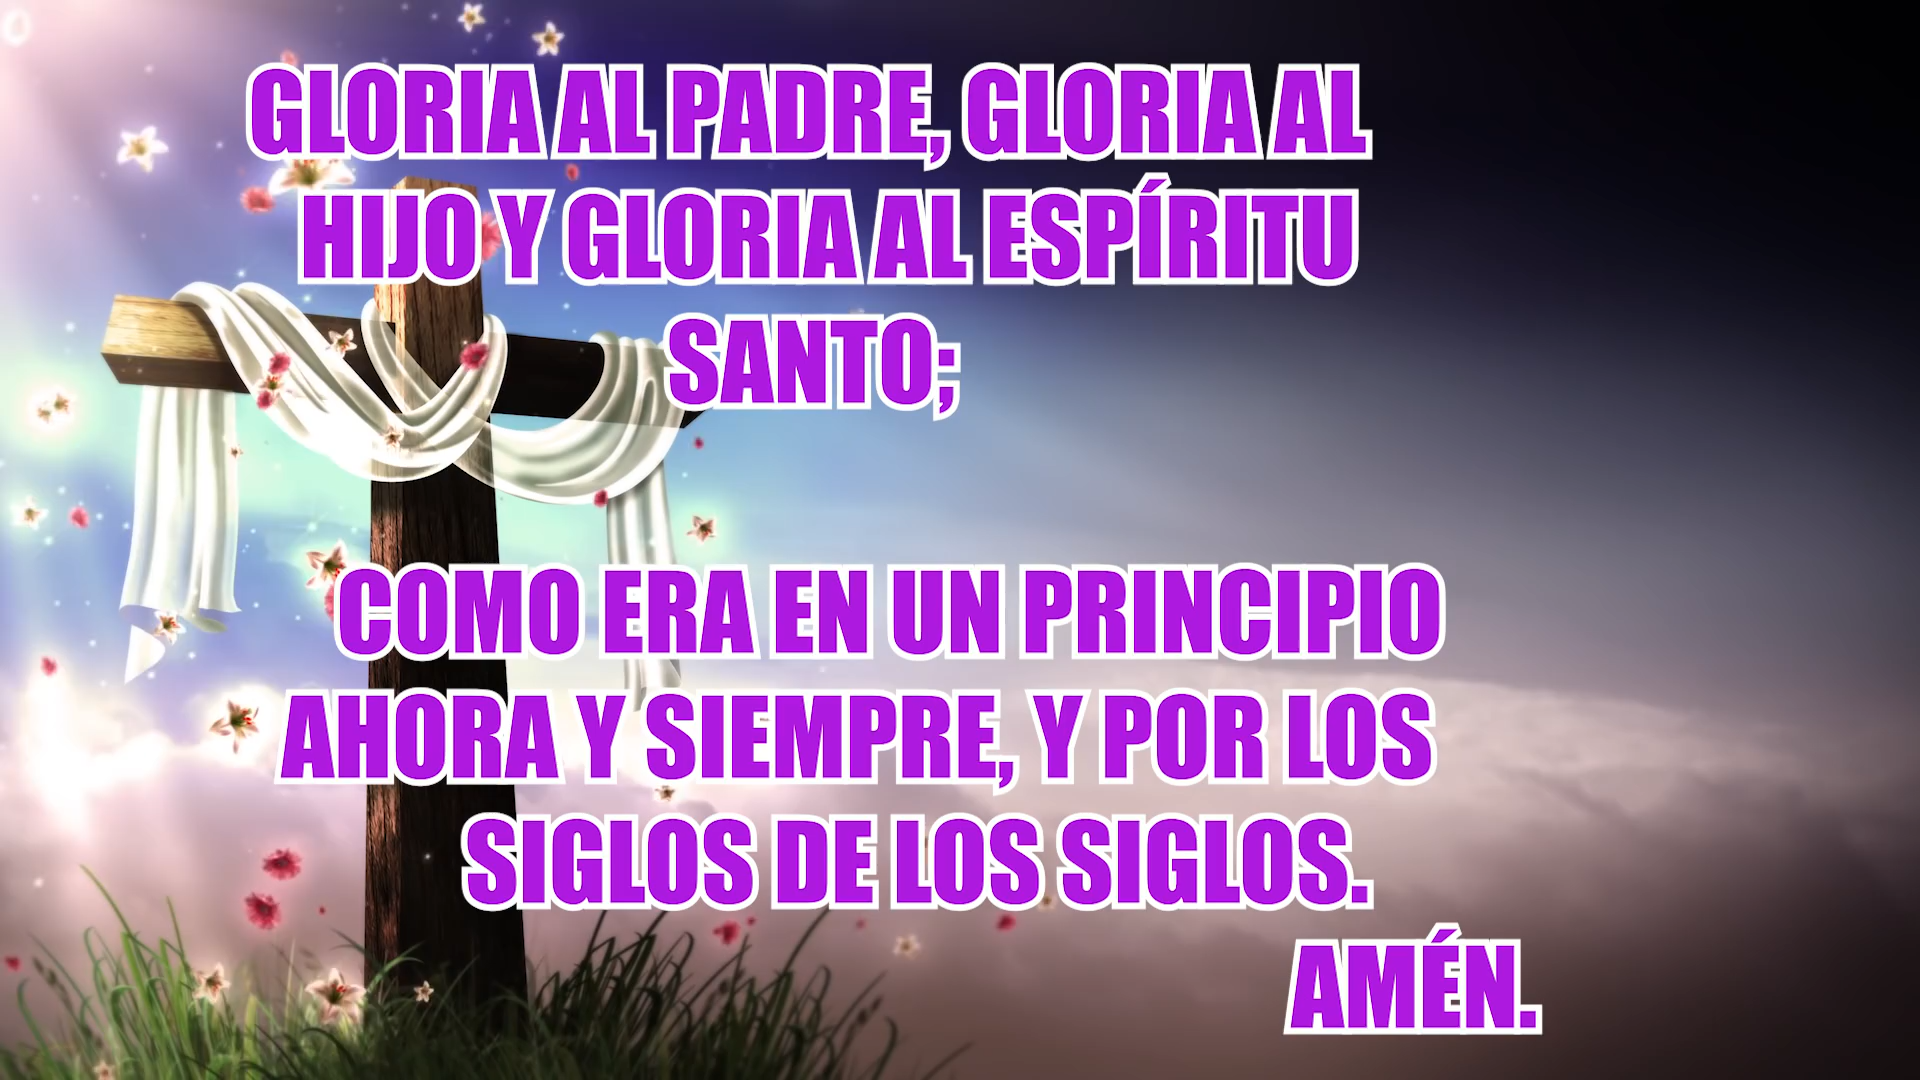 GLORIA AL PADRE, GLORIA AL
HIJO Y GLORIA AL ESPÍRITU
SANTO;
COMO ERA EN UN PRINCIPIO
AHORA Y SIEMPRE, Y POR LOS
SIGLOS DE LOS SIGLOS.
AMÉN.